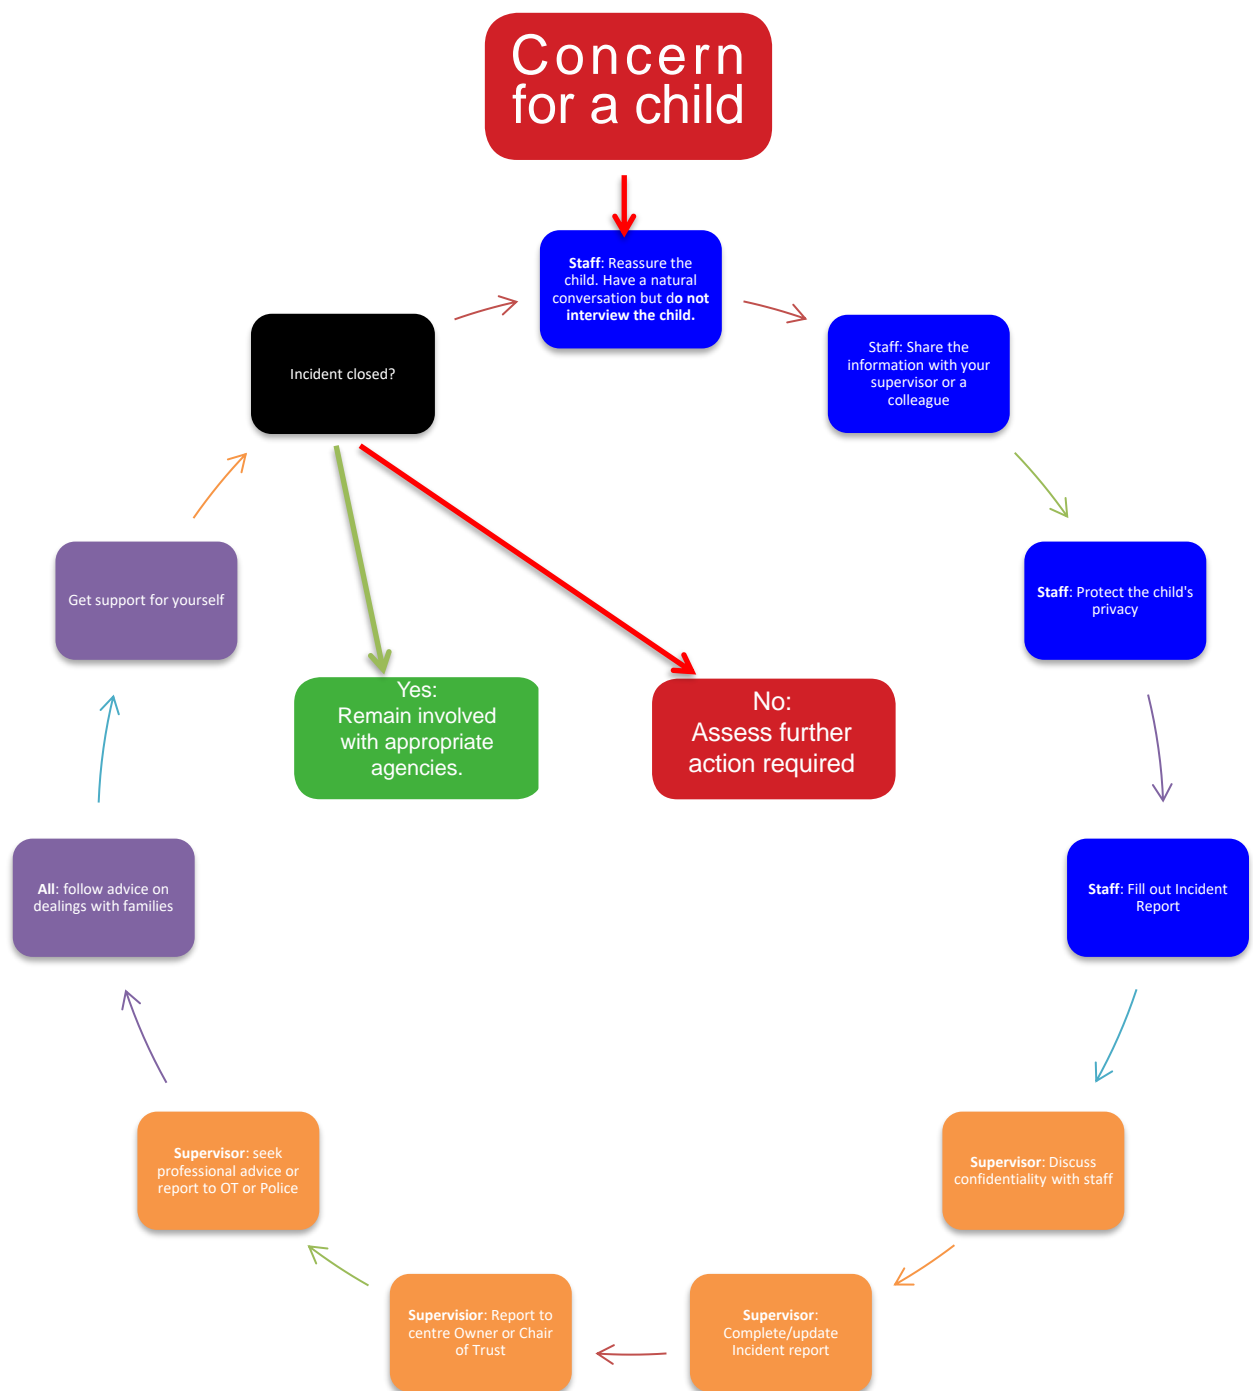 Concern
for a child
Staff: Reassure the
child. Have a natural
conversation but do not
interview the child.
Staff: Share the
information with your
supervisor or a
colleague
Staff: Protect the child's
privacy
Staff: Fill out Incident
Report
Supervisor: Discuss
confidentiality with staff
Supervisor:
Complete/update
Incident report
Supervisior: Report to
centre Owner or Chair
of Trust
Supervisor: seek
professional advice or
report to OT or Police
All: follow advice on
dealings with families
Get support for yourself
Incident closed?
Yes:
Remain involved
with appropriate
agencies.
No:
Assess further
action required